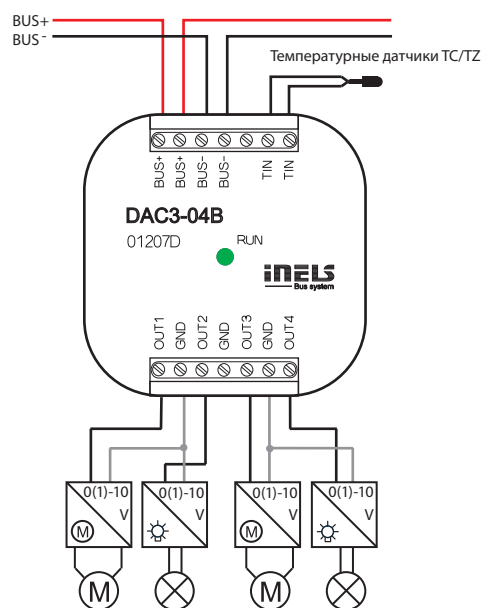 BUS+
BUS-
Температурные датчики TC/TZ
BUS+ BUS+ BUS- BUS- TIN TIN
DAC3-04B
01207D RUN
iNELS
Bus system
OUT1 GND OUT2 GND OUT3 GND OUT4
0(1)-10 0(1)-10 0(1)-10 0(1)-10
V V V V
M M
M M